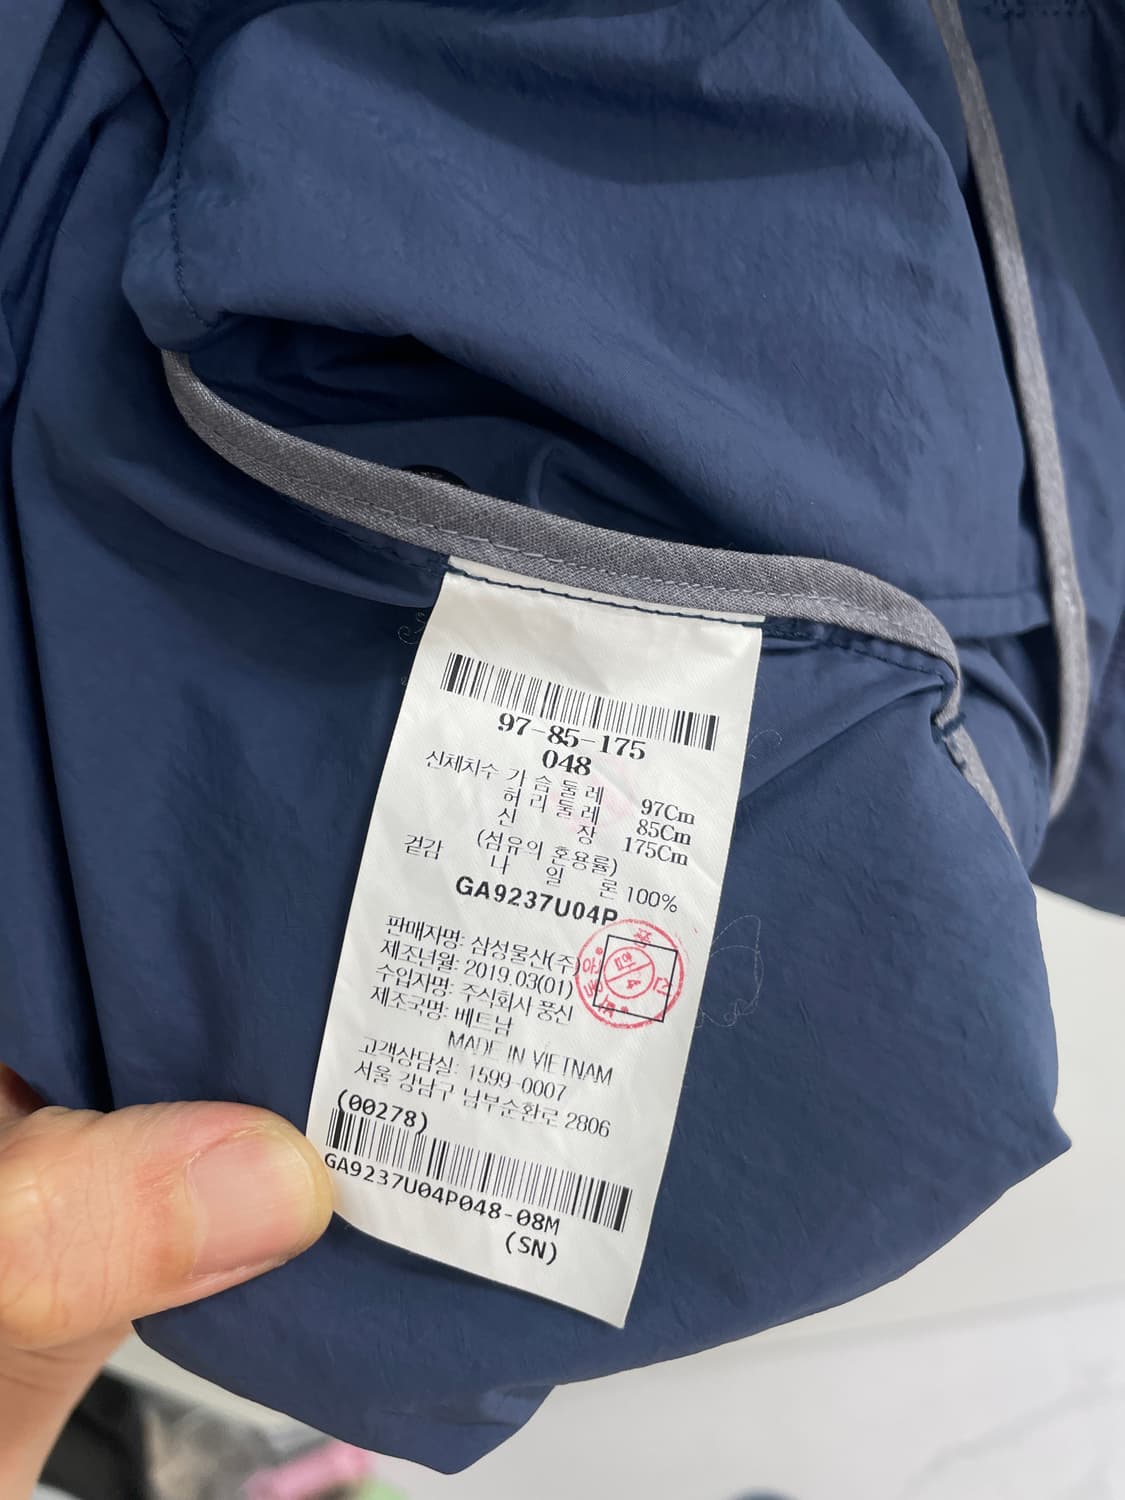 97-85-175
048
신체치수 가슴둘레 97Cm
허리둘레 85Cm
신장 175Cm
(섬유의 혼용률)
겉감 나일론 100%
GA9237U04P
판매자명: 삼성물산(주)
제조년월: 2019.03(01)
수입자명: 주식회사 풍신
제조국명: 베트남
MADE IN VIETNAM
고객상담실: 1599-0007
서울 강남구 남부순환로 2806
(00278)
GA9237U04P048-08M
(SN)